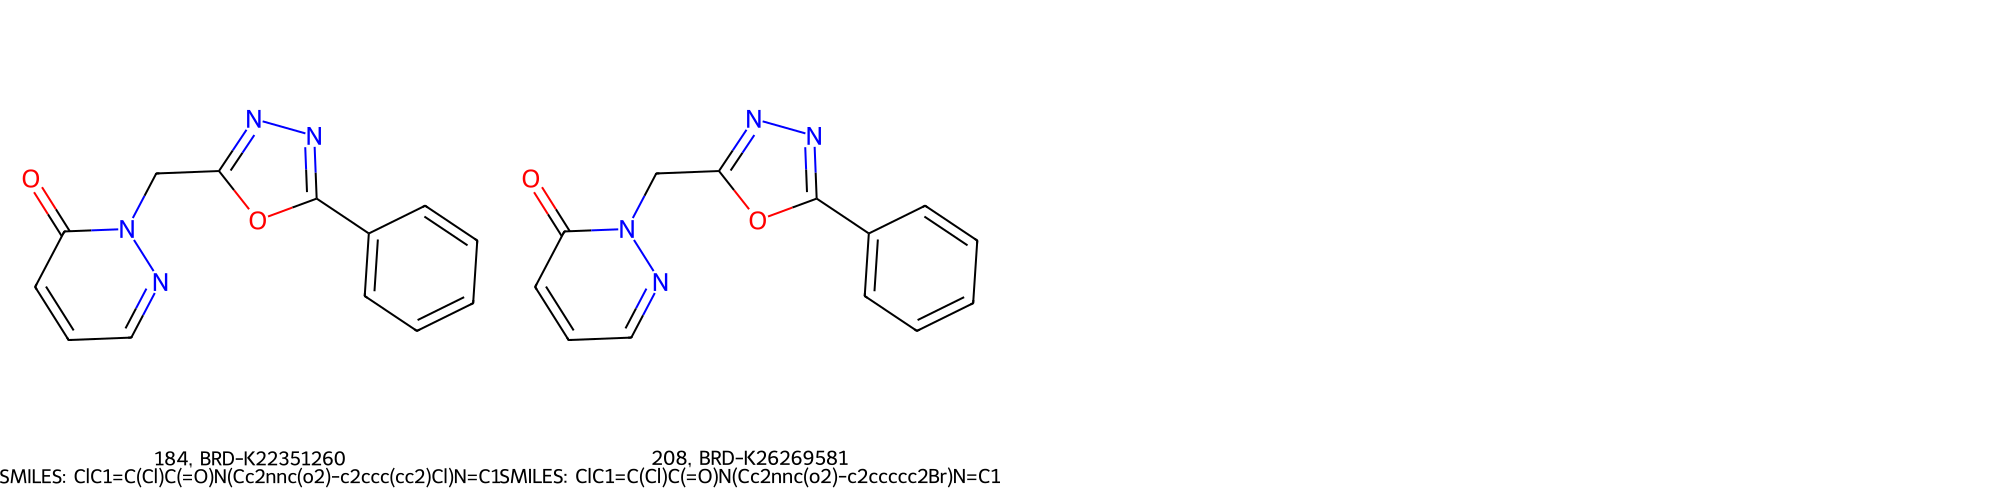 N
N
O
O
N
N
N
N
O
O
N
N
184, BRD-K22351260
SMILES: ClC1=C(Cl)C(=O)N(Cc2nnc(o2)-c2ccc(cc2)Cl)N=C1
208, BRD-K26269581
SMILES: ClC1=C(Cl)C(=O)N(Cc2nnc(o2)-c2ccccc2Br)N=C1